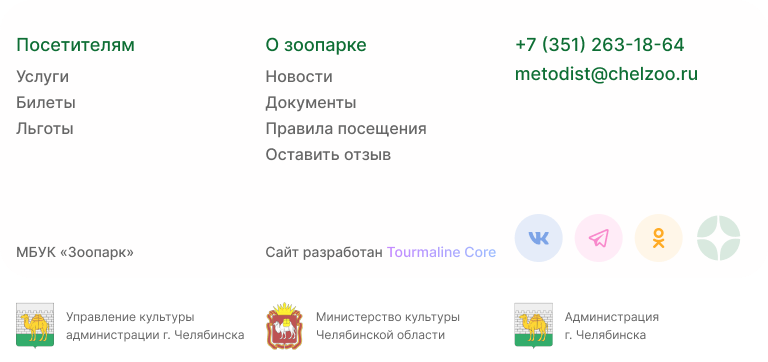 Посетителям
Услуги
Билеты
Льготы
О зоопарке
Новости
Документы
Правила посещения
Оставить отзыв
+7 (351) 263-18-64
metodist@chelzoo.ru
МБУК «Зоопарк»
Сайт разработан Tourmaline Core
Управление культуры
администрации г. Челябинска
Министерство культуры
Челябинской области
Администрация
г. Челябинска